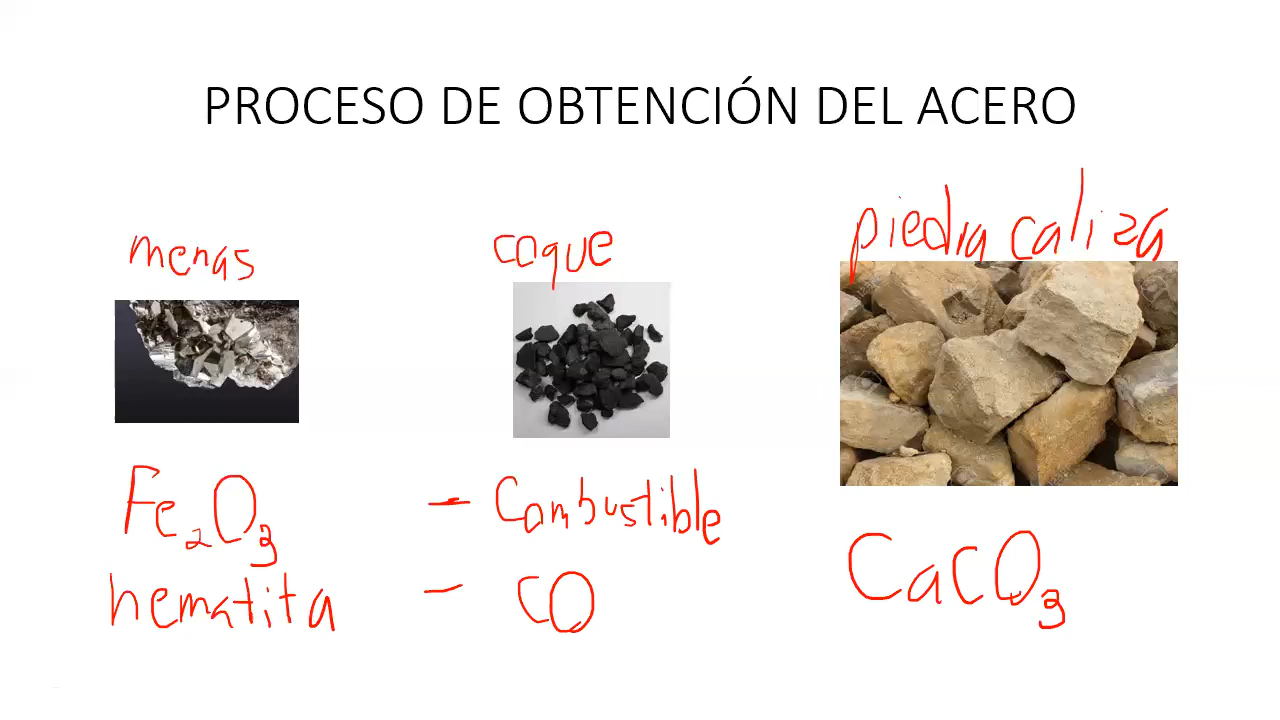 PROCESO DE OBTENCIÓN DEL ACERO
menas
coque
piedra caliza
Fe₂O₃
hematita
- Combustible
- CO
CaCO₃